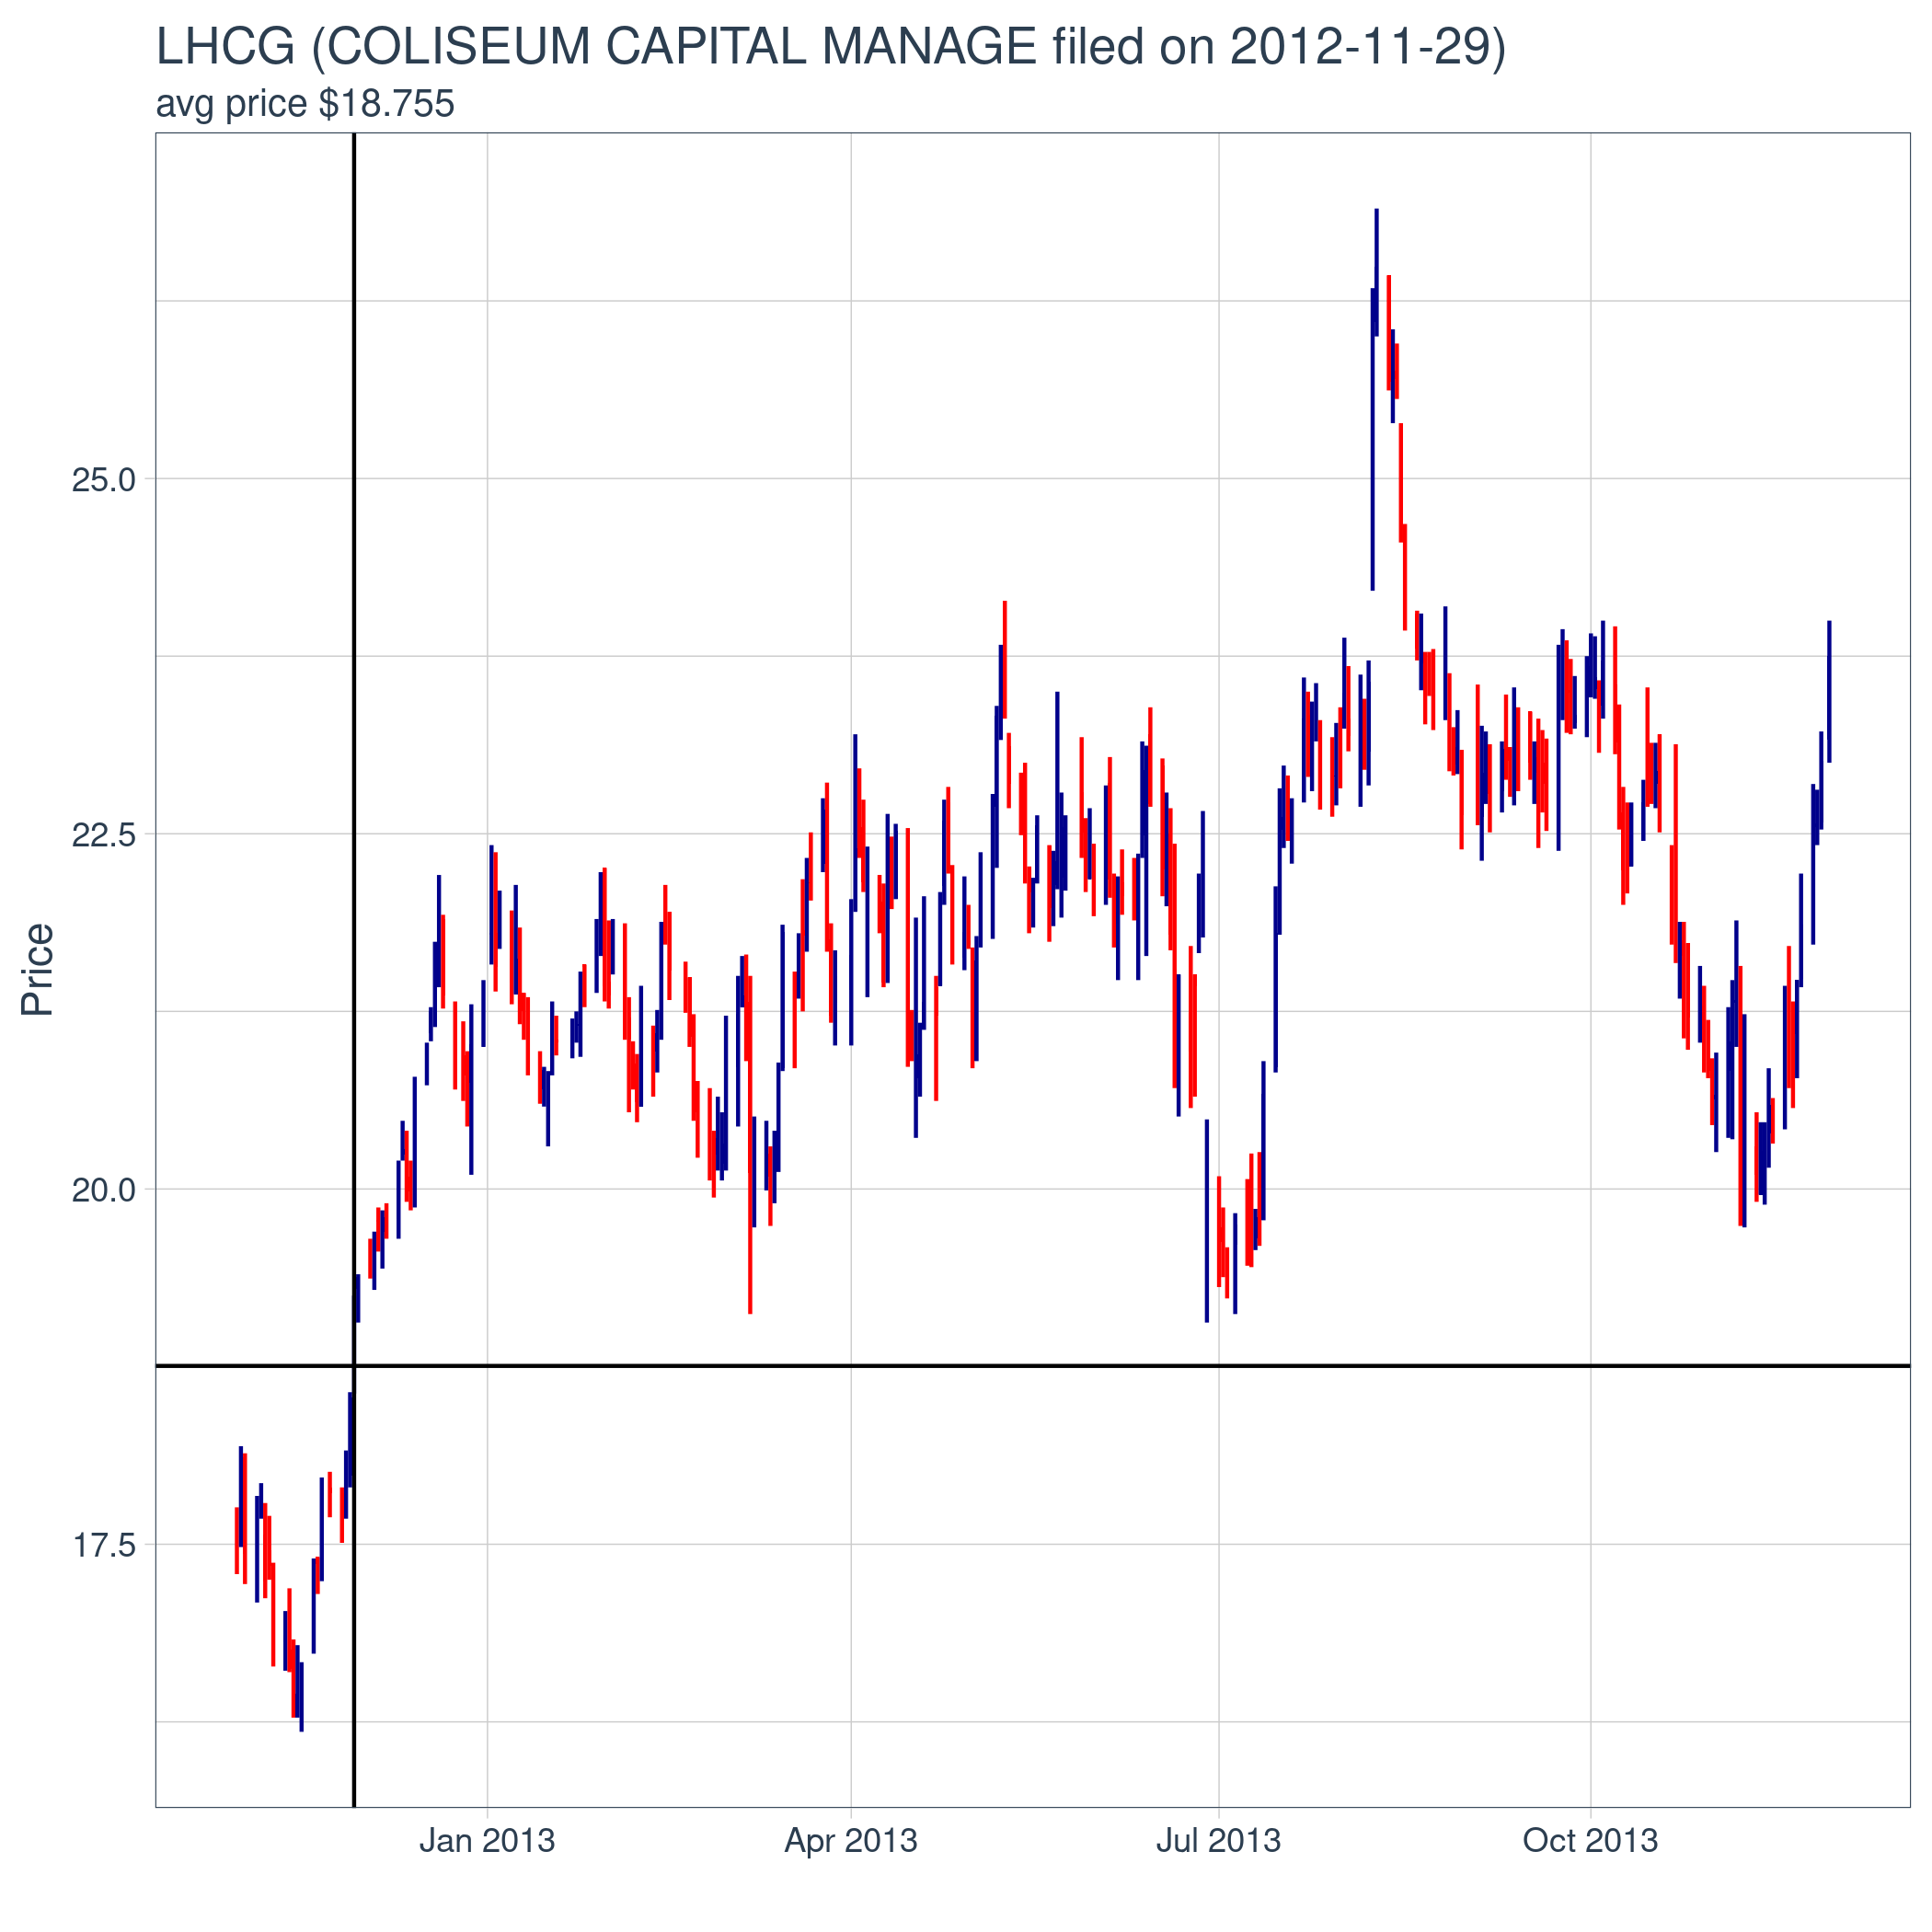 LHCG (COLISEUM CAPITAL MANAGE filed on 2012-11-29)
avg price $18.755
25.0
22.5
20.0
17.5
Price
Jan 2013
Apr 2013
Jul 2013
Oct 2013